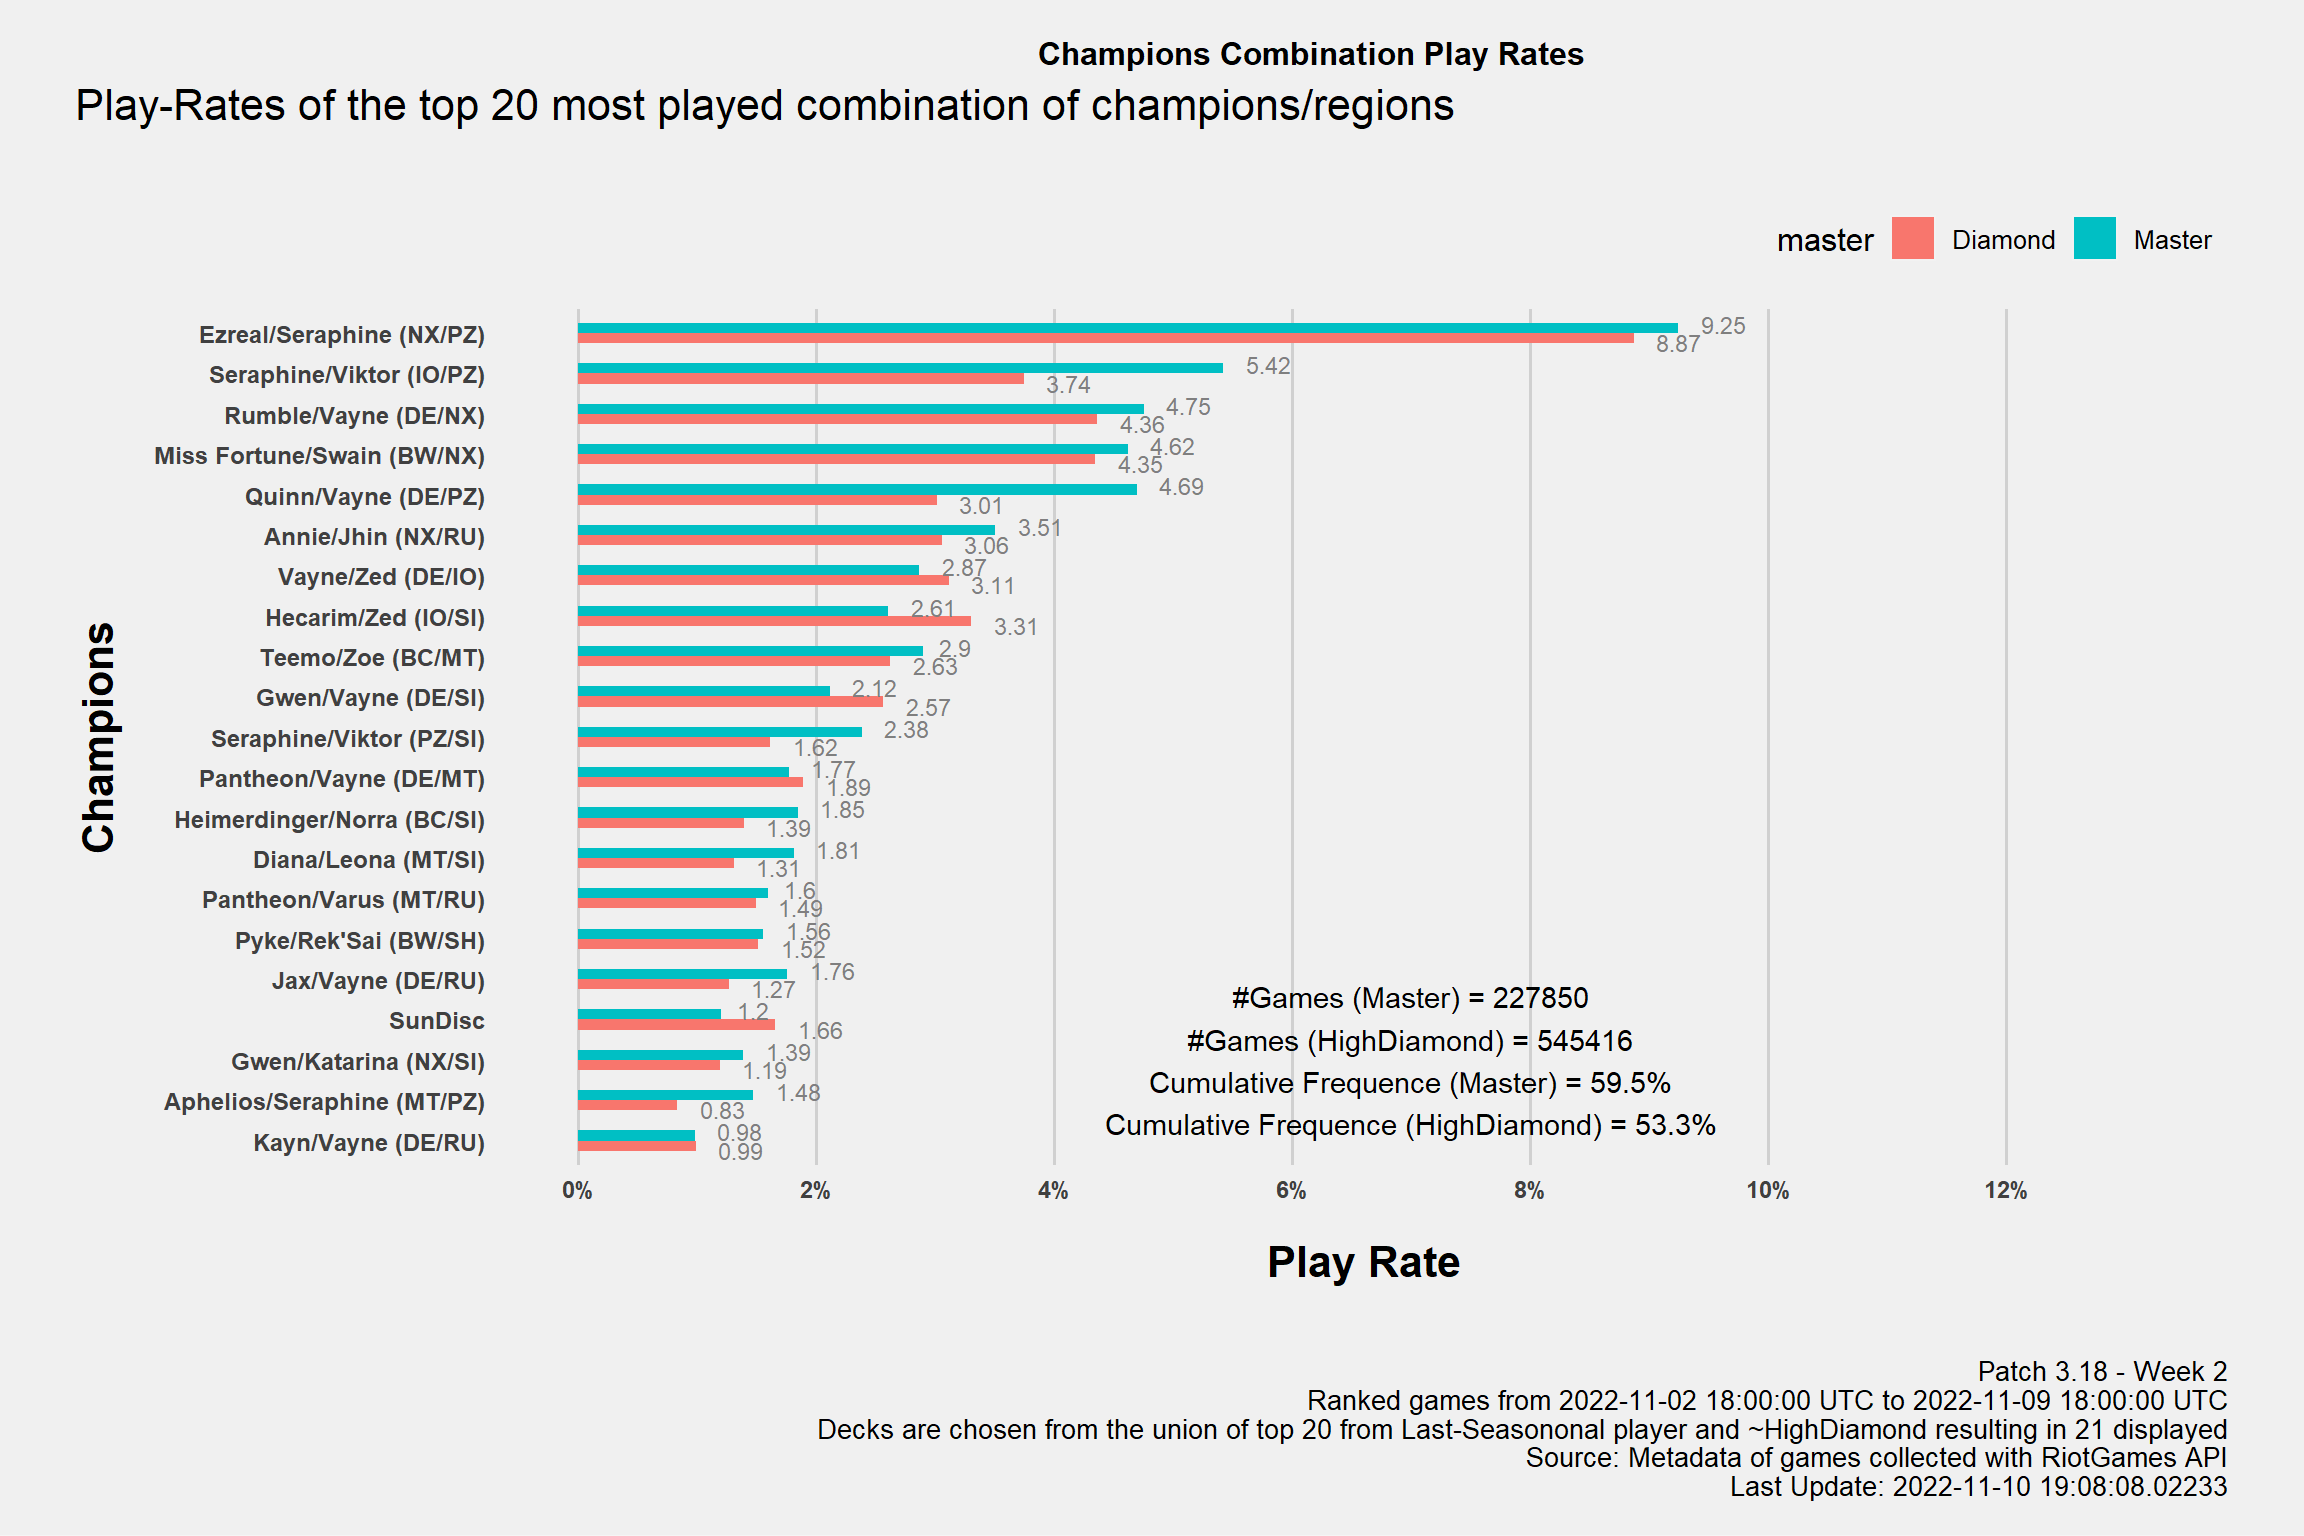 Champions Combination Play Rates
Play-Rates of the top 20 most played combination of champions/regions
master Diamond Master
Ezreal/Seraphine (NX/PZ) 9.25 8.87
Seraphine/Viktor (IO/PZ) 5.42 3.74
Rumble/Vayne (DE/NX) 4.75 4.36
Miss Fortune/Swain (BW/NX) 4.62 4.35
Quinn/Vayne (DE/PZ) 4.69 3.01
Annie/Jhin (NX/RU) 3.51 3.06
Vayne/Zed (DE/IO) 2.87 3.11
Hecarim/Zed (IO/SI) 2.61 3.31
Teemo/Zoe (BC/MT) 2.9 2.63
Gwen/Vayne (DE/SI) 2.12 2.57
Seraphine/Viktor (PZ/SI) 2.38 1.62
Pantheon/Vayne (DE/MT) 1.77 1.89
Heimerdinger/Norra (BC/SI) 1.85 1.39
Diana/Leona (MT/SI) 1.81 1.31
Pantheon/Varus (MT/RU) 1.6 1.49
Pyke/Rek'Sai (BW/SH) 1.56 1.52
Jax/Vayne (DE/RU) 1.76 1.27
SunDisc 1.2 1.66
Gwen/Katarina (NX/SI) 1.39 1.19
Aphelios/Seraphine (MT/PZ) 1.48 0.83
Kayn/Vayne (DE/RU) 0.98 0.99
Champions
#Games (Master) = 227850
#Games (HighDiamond) = 545416
Cumulative Frequence (Master) = 59.5%
Cumulative Frequence (HighDiamond) = 53.3%
0% 2% 4% 6% 8% 10% 12%
Play Rate
Patch 3.18 - Week 2
Ranked games from 2022-11-02 18:00:00 UTC to 2022-11-09 18:00:00 UTC
Decks are chosen from the union of top 20 from Last-Seasononal player and ~HighDiamond resulting in 21 displayed
Source: Metadata of games collected with RiotGames API
Last Update: 2022-11-10 19:08:08.02233